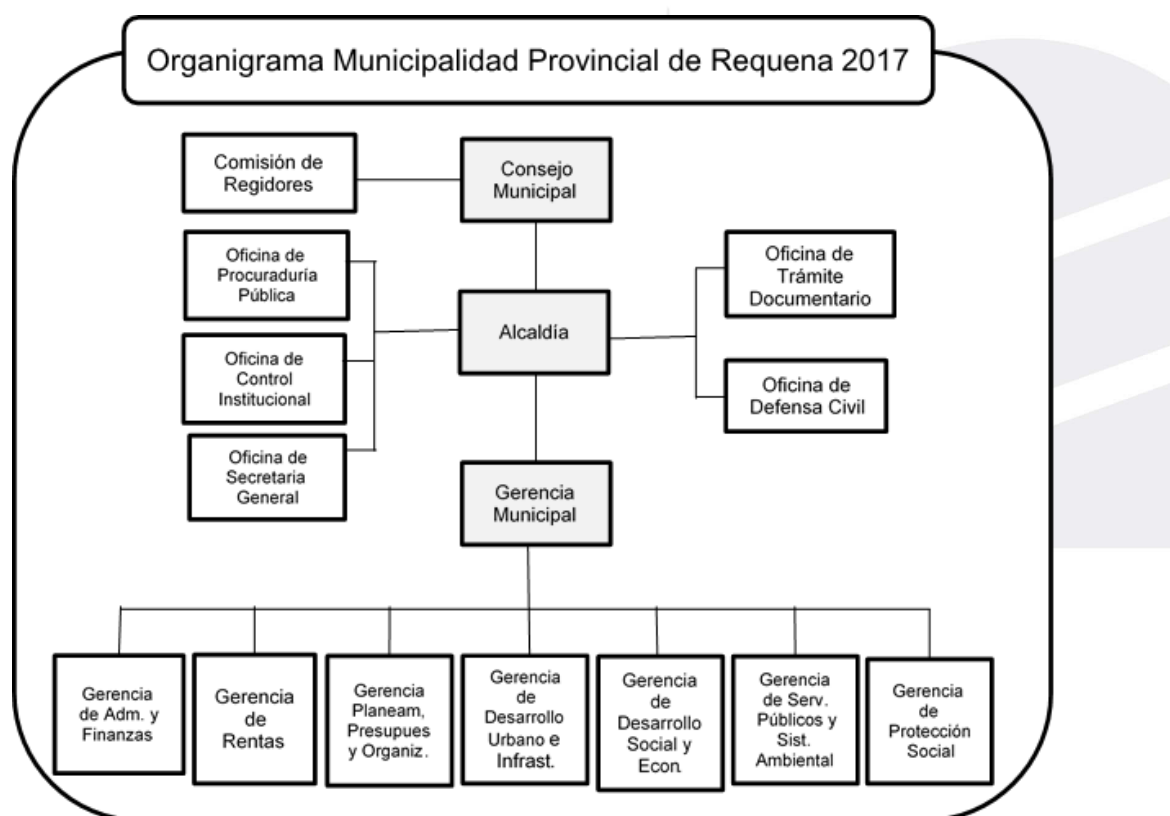 Organigrama Municipalidad Provincial de Requena 2017
Comisión de
Regidores
Consejo
Municipal
Oficina de
Procuraduría
Pública
Oficina de
Trámite
Documentario
Alcaldía
Oficina de
Control
Institucional
Oficina de
Defensa Civil
Oficina de
Secretaria
General
Gerencia
Municipal
Gerencia
de Adm. y
Finanzas
Gerencia
de
Rentas
Gerencia
Planeam,
Presupues
y Organiz.
Gerencia
de
Desarrollo
Urbano e
Infrast.
Gerencia
de
Desarrollo
Social y
Econ.
Gerencia
de Serv.
Públicos y
Sist.
Ambiental
Gerencia
de
Protección
Social